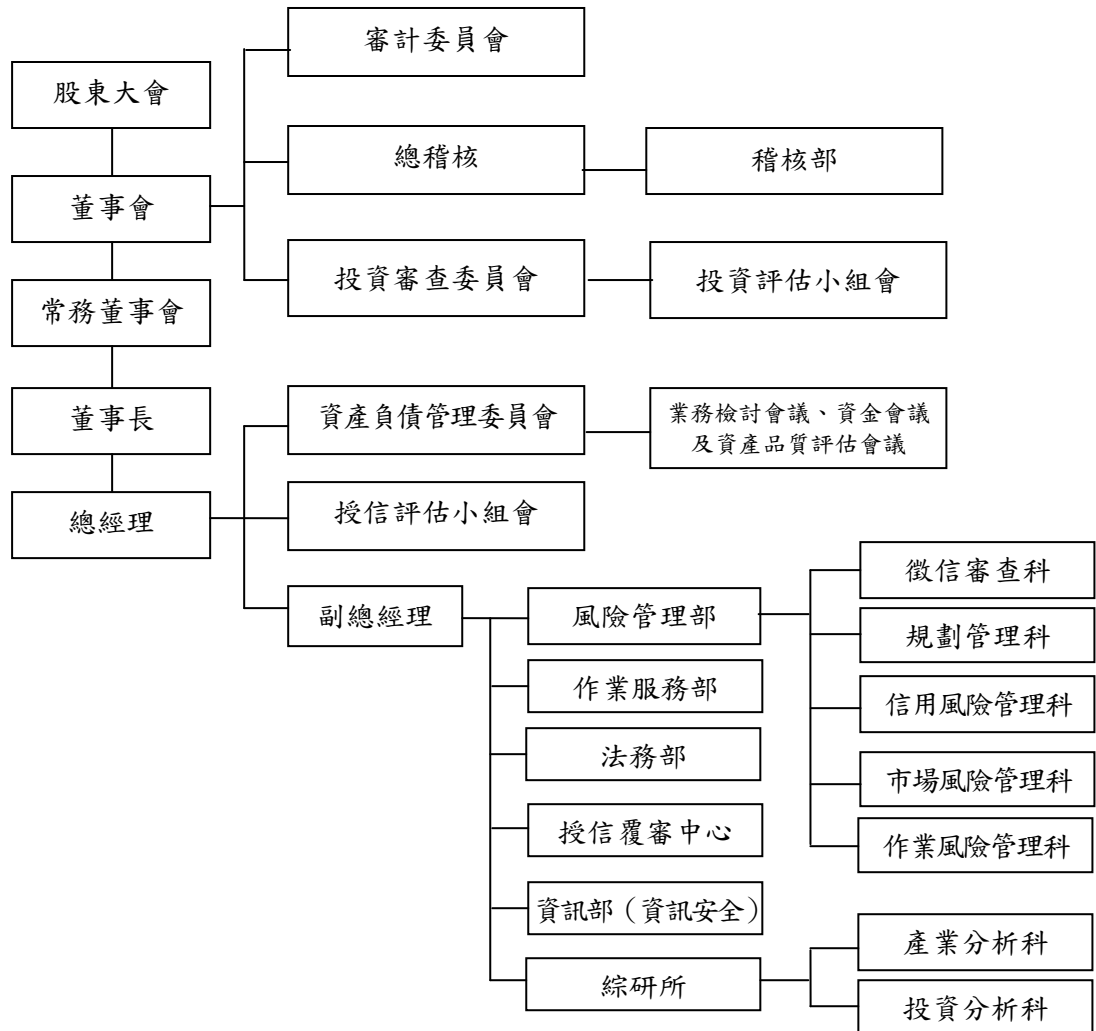 審計委員會
股東大會
總稽核
稽核部
董事會
投資審查委員會
投資評估小組會
常務董事會
董事長
資產負債管理委員會
業務檢討會議、資金會議
及資產品質評估會議
總經理
授信評估小組會
徵信審查科
副總經理
風險管理部
規劃管理科
作業服務部
信用風險管理科
法務部
市場風險管理科
授信覆審中心
作業風險管理科
資訊部（資訊安全）
產業分析科
綜研所
投資分析科